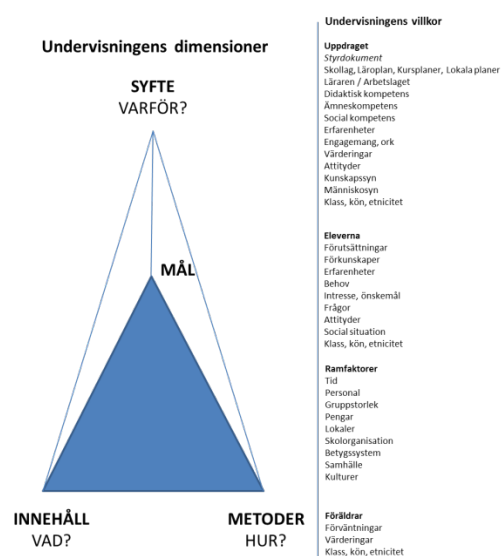 Undervisningens dimensioner
SYFTE
VARFÖR?
MÅL
INNEHÅLL
VAD?
METODER
HUR?
Undervisningens villkor
Uppdraget
Styrdokument
Skollag, Läroplan, Kursplaner, Lokala planer
Läraren / Arbetslaget
Didaktisk kompetens
Ämneskompetens
Social kompetens
Erfarenheter
Engagemang, ork
Värderingar
Attityder
Kunskapssyn
Människosyn
Klass, kön, etnicitet
Eleverna
Förutsättningar
Förkunskaper
Erfarenheter
Behov
Intresse, önskemål
Frågor
Attityder
Social situation
Klass, kön, etnicitet
Ramfaktorer
Tid
Personal
Gruppstorlek
Pengar
Lokaler
Skolorganisation
Betygssystem
Samhälle
Kulturer
Föräldrar
Förväntningar
Värderingar
Klass, kön, etnicitet